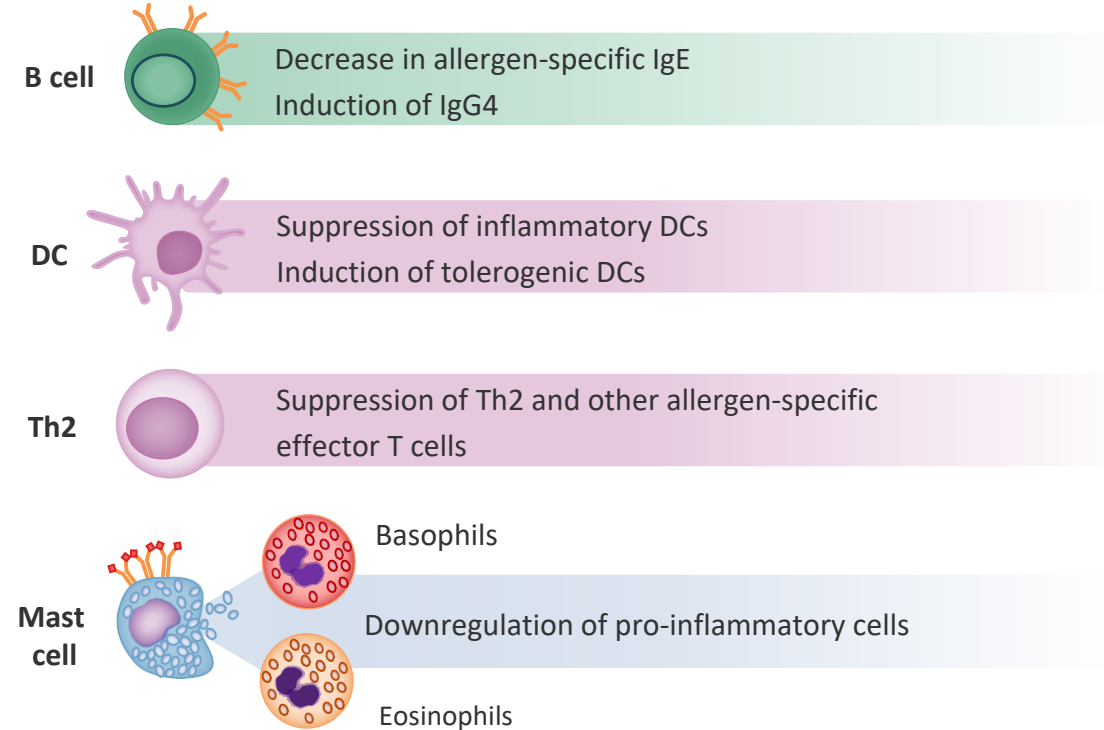 B cell
Decrease in allergen-specific IgE
Induction of IgG4
DC
Suppression of inflammatory DCs
Induction of tolerogenic DCs
Th2
Suppression of Th2 and other allergen-specific
effector T cells
Basophils
Mast
cell
Downregulation of pro-inflammatory cells
Eosinophils